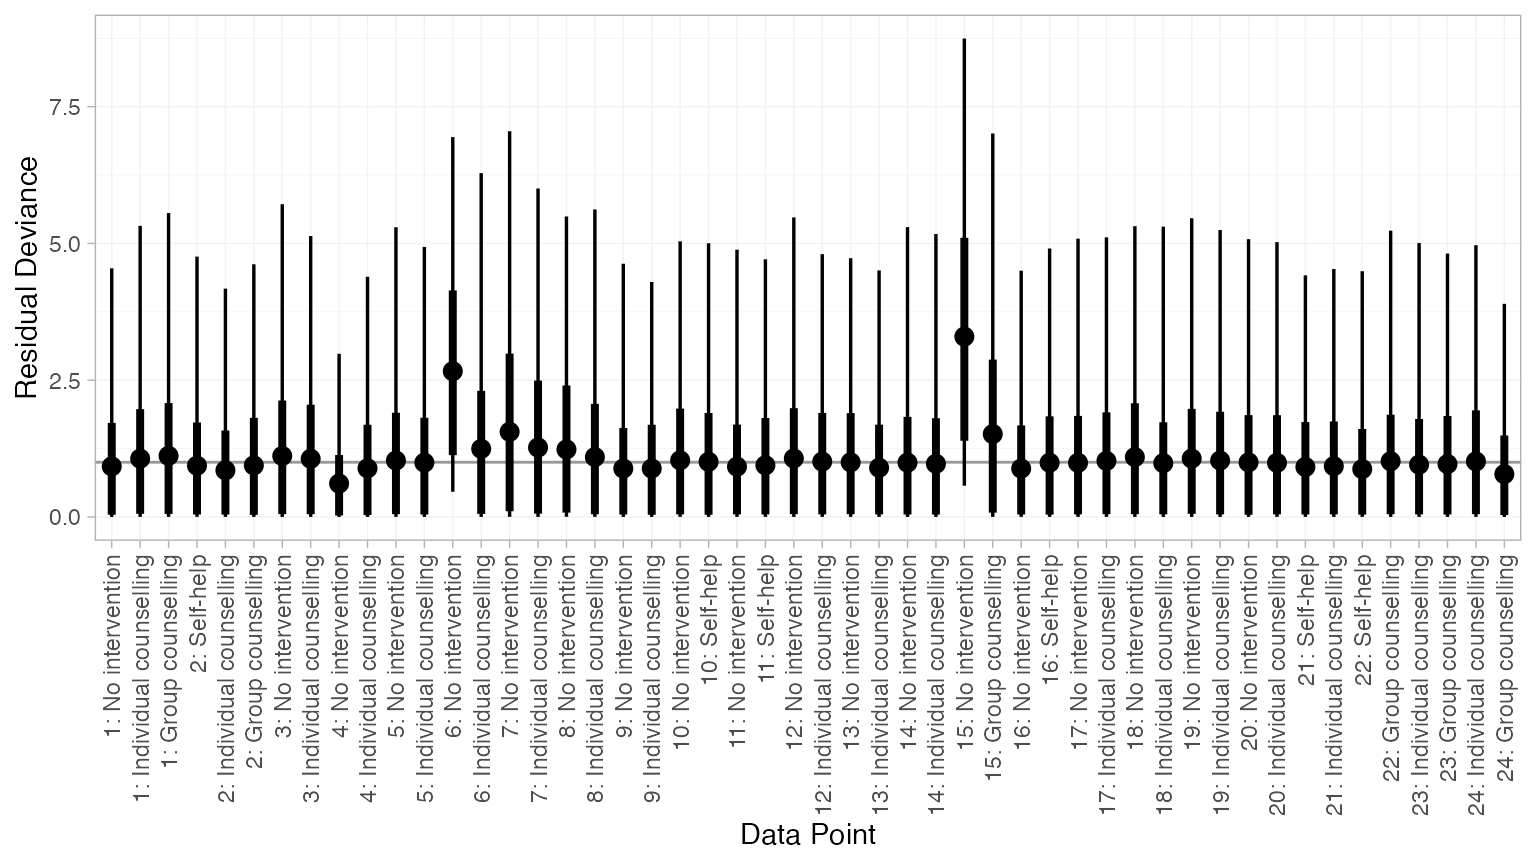 7.5
5.0
2.5
0.0
Residual Deviance
1: No intervention
1: Individual counselling
1: Group counselling
2: Self-help
2: Individual counselling
2: Group counselling
3: No intervention
3: Individual counselling
4: No intervention
4: Individual counselling
5: No intervention
5: Individual counselling
6: No intervention
6: Individual counselling
7: No intervention
7: Individual counselling
8: No intervention
8: Individual counselling
9: No intervention
9: Individual counselling
10: No intervention
10: Self-help
11: No intervention
11: Self-help
12: No intervention
12: Individual counselling
13: No intervention
13: Individual counselling
14: No intervention
14: Individual counselling
15: No intervention
15: Group counselling
16: No intervention
16: Self-help
17: No intervention
17: Individual counselling
18: No intervention
18: Individual counselling
19: No intervention
19: Individual counselling
20: No intervention
20: Individual counselling
21: Self-help
21: Individual counselling
22: Self-help
22: Group counselling
23: Individual counselling
23: Group counselling
24: Individual counselling
24: Group counselling
Data Point